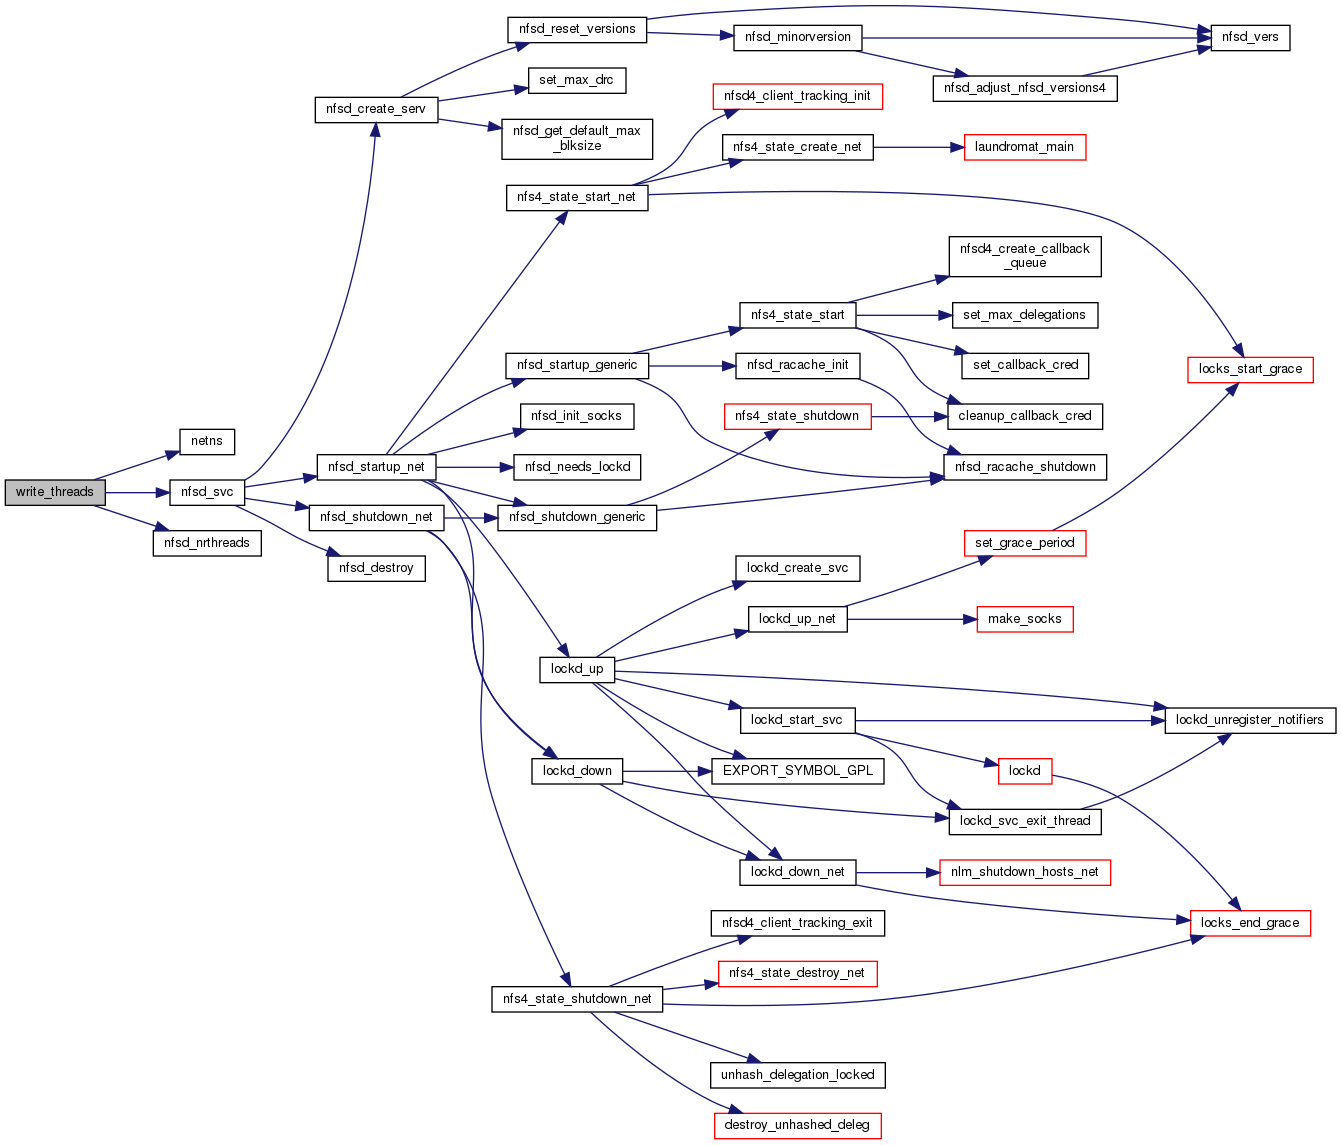 write_threads
netns
nfsd_svc
nfsd_nrthreads
nfsd_create_serv
nfsd_startup_net
nfsd_shutdown_net
nfsd_destroy
nfsd_reset_versions
set_max_drc
nfsd_get_default_max
_blksize
nfs4_state_start_net
nfsd_startup_generic
nfsd_init_socks
nfsd_needs_lockd
nfsd_shutdown_generic
lockd_up
lockd_down
nfs4_state_shutdown_net
nfsd_minorversion
nfsd4_client_tracking_init
nfs4_state_create_net
nfs4_state_start
nfsd_racache_init
nfs4_state_shutdown
lockd_create_svc
lockd_up_net
lockd_start_svc
EXPORT_SYMBOL_GPL
lockd_down_net
nfsd4_client_tracking_exit
nfs4_state_destroy_net
unhash_delegation_locked
destroy_unhashed_deleg
nfsd_adjust_nfsd_versions4
laundromat_main
nfsd4_create_callback
_queue
set_max_delegations
set_callback_cred
cleanup_callback_cred
nfsd_racache_shutdown
set_grace_period
make_socks
lockd
lockd_svc_exit_thread
nlm_shutdown_hosts_net
nfsd_vers
locks_start_grace
lockd_unregister_notifiers
locks_end_grace